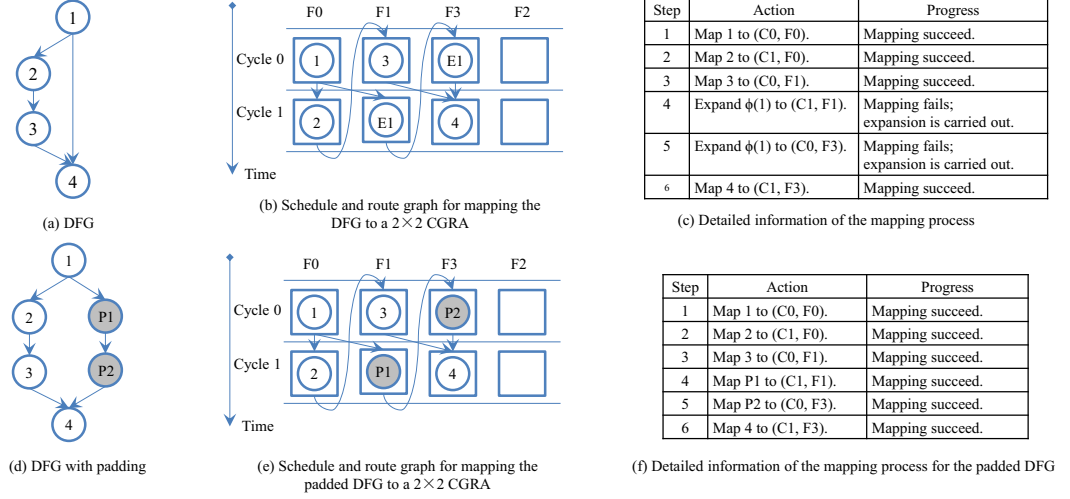 1
2
3
4
(a) DFG
F0 F1 F3 F2
Cycle 0
1 3 E1
Cycle 1
2 E1 4
Time
(b) Schedule and route graph for mapping the
DFG to a 2×2 CGRA
Step Action Progress
1 Map 1 to (C0, F0). Mapping succeed.
2 Map 2 to (C1, F0). Mapping succeed.
3 Map 3 to (C0, F1). Mapping succeed.
4 Expand ϕ(1) to (C1, F1). Mapping fails;
expansion is carried out.
5 Expand ϕ(1) to (C0, F3). Mapping fails;
expansion is carried out.
6 Map 4 to (C1, F3). Mapping succeed.
(c) Detailed information of the mapping process
1
2 P1
3 P2
4
(d) DFG with padding
F0 F1 F3 F2
Cycle 0
1 3 P2
Cycle 1
2 P1 4
Time
(e) Schedule and route graph for mapping the
padded DFG to a 2×2 CGRA
Step Action Progress
1 Map 1 to (C0, F0). Mapping succeed.
2 Map 2 to (C1, F0). Mapping succeed.
3 Map 3 to (C0, F1). Mapping succeed.
4 Map P1 to (C1, F1). Mapping succeed.
5 Map P2 to (C0, F3). Mapping succeed.
6 Map 4 to (C1, F3). Mapping succeed.
(f) Detailed information of the mapping process for the padded DFG